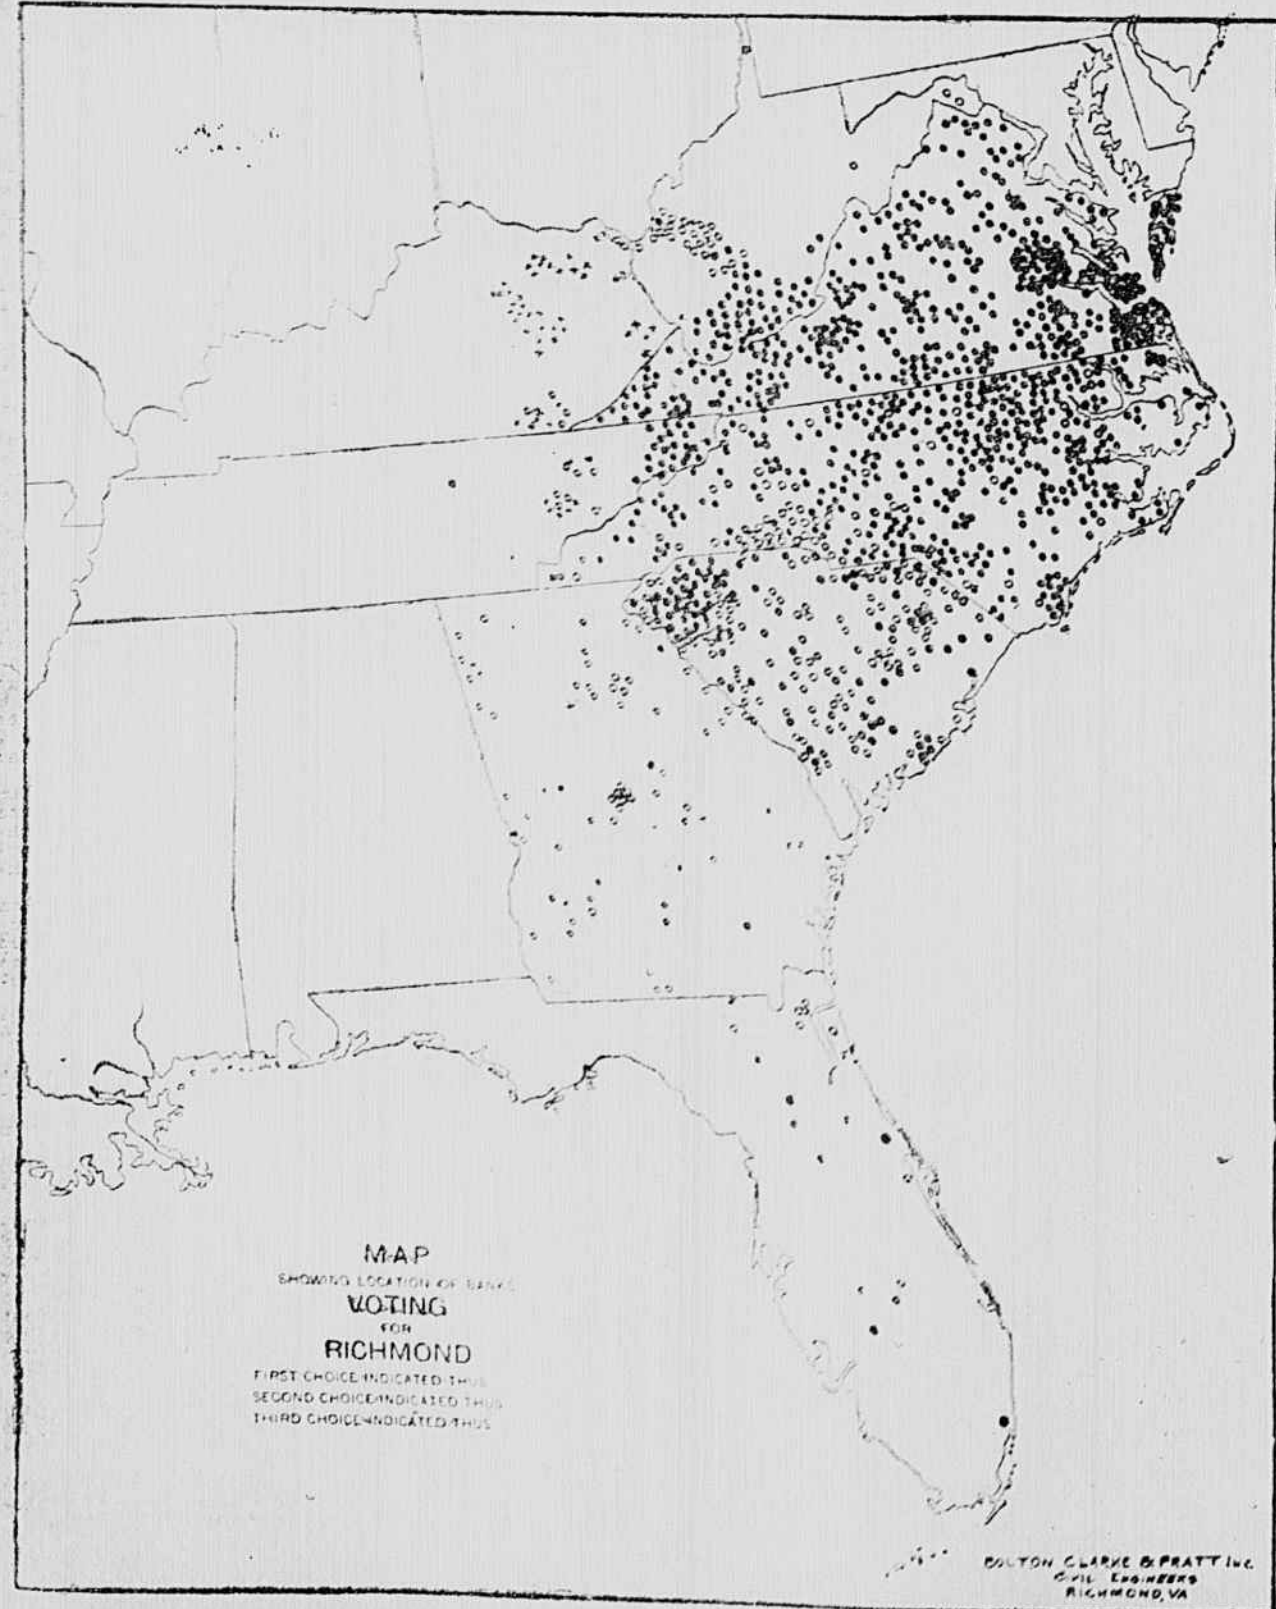 MAP
SHOWING LOCATION OF BANKS
VOTING
FOR
RICHMOND
FIRST CHOICE INDICATED THUS
SECOND CHOICE INDICATED THUS
THIRD CHOICE INDICATED THUS
BOLTON CLARKE & PRATT INC.
CIVIL ENGINEERS
RICHMOND, VA